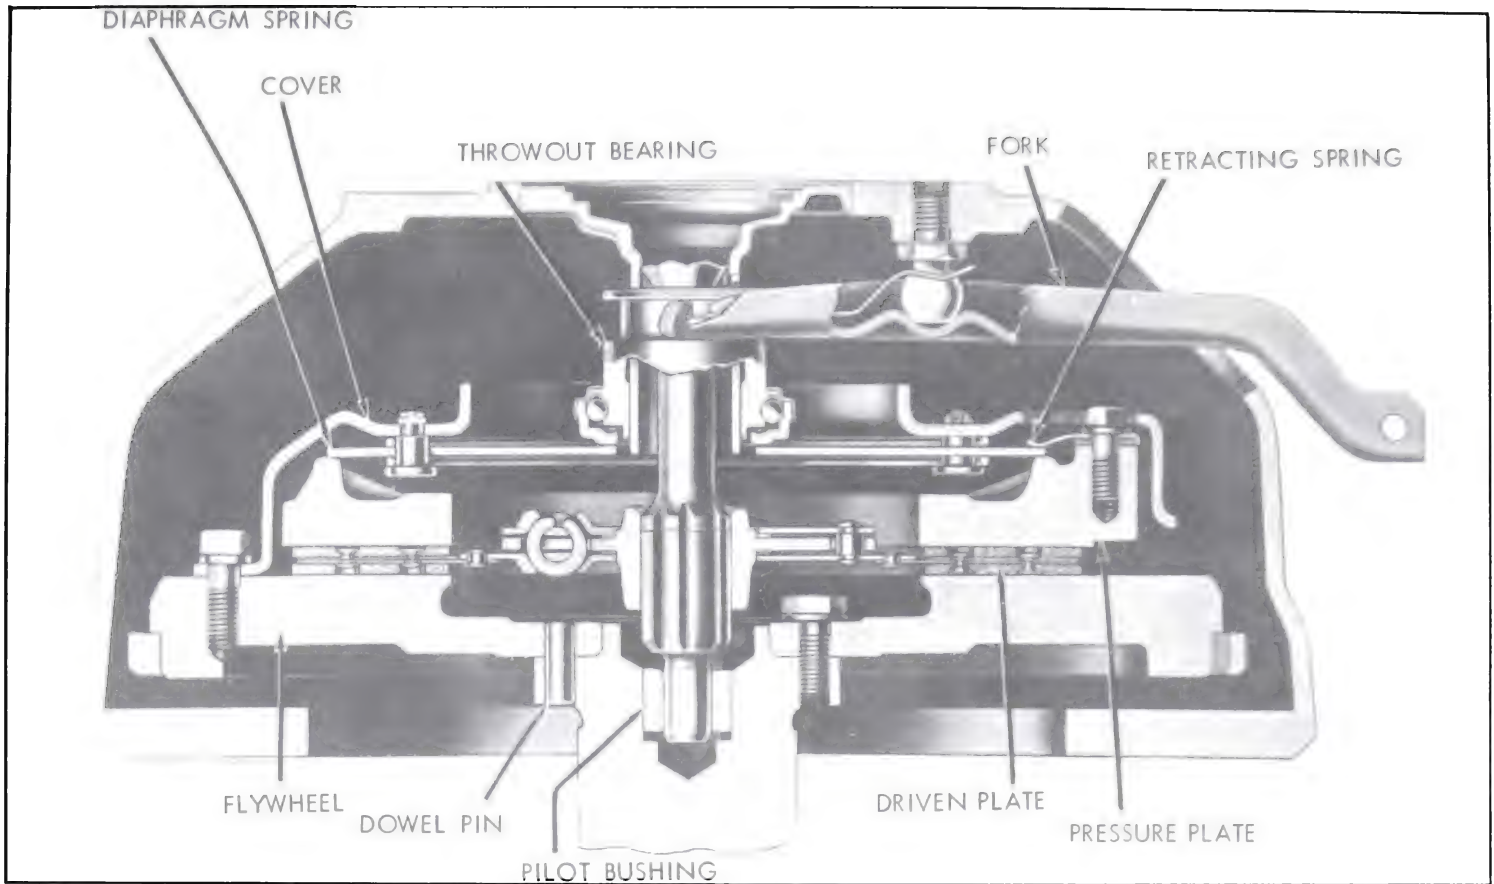 DIAPHRAGM SPRING
COVER
THROWOUT BEARING
FORK
RETRACTING SPRING
FLYWHEEL
DOWEL PIN
PILOT BUSHING
DRIVEN PLATE
PRESSURE PLATE